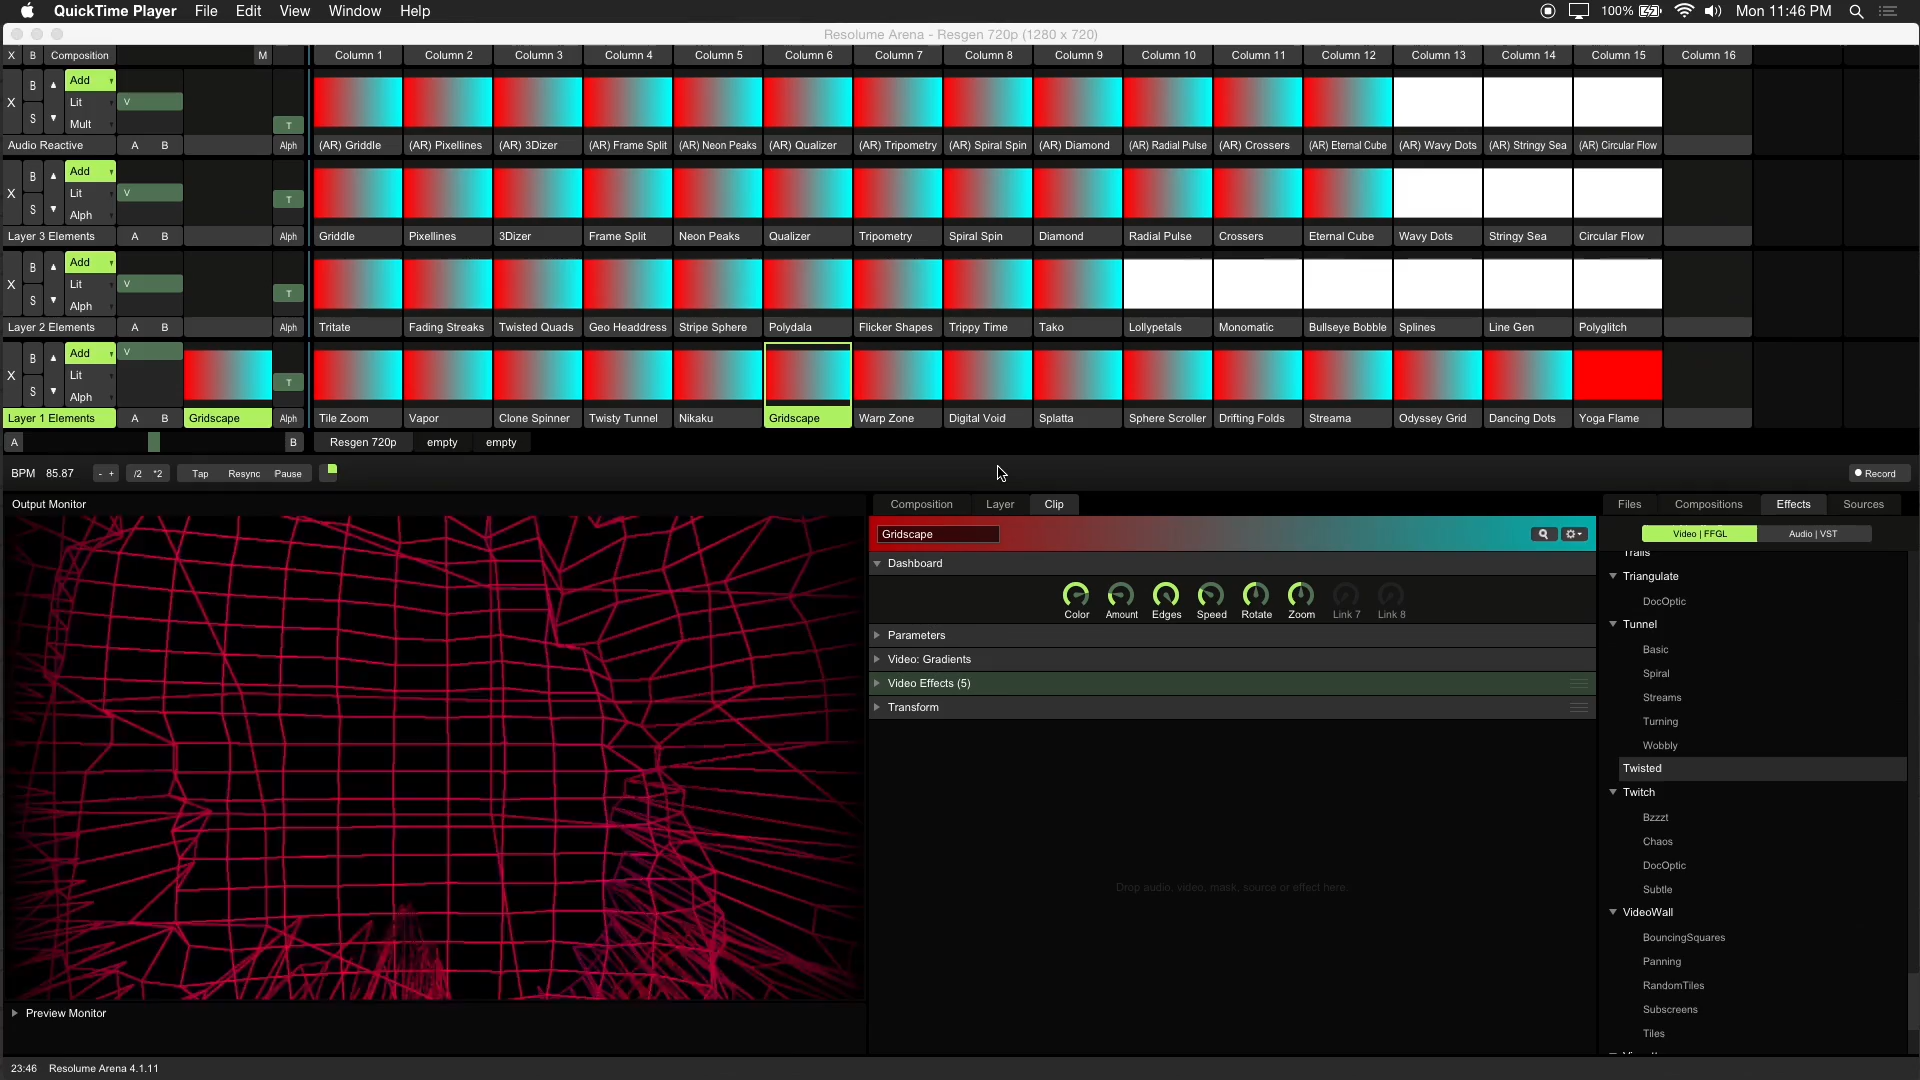 QuickTime Player File Edit View Window Help 100% Mon 11:46 PM
Resolume Arena - Resgen 720p (1280 x 720)
X B Composition M Column 1 Column 2 Column 3 Column 4 Column 5 Column 6 Column 7 Column 8 Column 9 Column 10 Column 11 Column 12 Column 13 Column 14 Column 15 Column 16
B Add
X Lit V
S Mult T
Audio Reactive A B Alph (AR) Griddle (AR) Pixellines (AR) 3Dizer (AR) Frame Split (AR) Neon Peaks (AR) Qualizer (AR) Tripometry (AR) Spiral Spin (AR) Diamond (AR) Radial Pulse (AR) Crossers (AR) Eternal Cube (AR) Wavy Dots (AR) Stringy Sea (AR) Circular Flow
B Add
X Lit V T
S Alph
Layer 3 Elements A B Alph Griddle Pixellines 3Dizer Frame Split Neon Peaks Qualizer Tripometry Spiral Spin Diamond Radial Pulse Crossers Eternal Cube Wavy Dots Stringy Sea Circular Flow
B Add
X Lit V T
S Alph
Layer 2 Elements A B Alph Tritate Fading Streaks Twisted Quads Geo Headdress Stripe Sphere Polydala Flicker Shapes Trippy Time Tako Lollypetals Monomatic Bullseye Bobble Splines Line Gen Polyglitch
B Add V
X Lit T
S Alph
Layer 1 Elements A B Gridscape Alph Tile Zoom Vapor Clone Spinner Twisty Tunnel Nikaku Gridscape Warp Zone Digital Void Splatta Sphere Scroller Drifting Folds Streama Odyssey Grid Dancing Dots Yoga Flame
A B Resgen 720p empty empty
BPM 85.87 - + /2 *2 Tap Resync Pause Record
Output Monitor
Composition Layer Clip
Gridscape
Dashboard
Color Amount Edges Speed Rotate Zoom Link 7 Link 8
Parameters
Video: Gradients
Video Effects (5)
Transform
Drop audio, video, mask, source or effect here.
Files Compositions Effects Sources
Video | FFGL Audio | VST
Trails
Triangulate
DocOptic
Tunnel
Basic
Spiral
Streams
Turning
Wobbly
Twisted
Twitch
Bzzzt
Chaos
DocOptic
Subtle
VideoWall
BouncingSquares
Panning
RandomTiles
Subscreens
Tiles
Preview Monitor
23:46 Resolume Arena 4.1.11